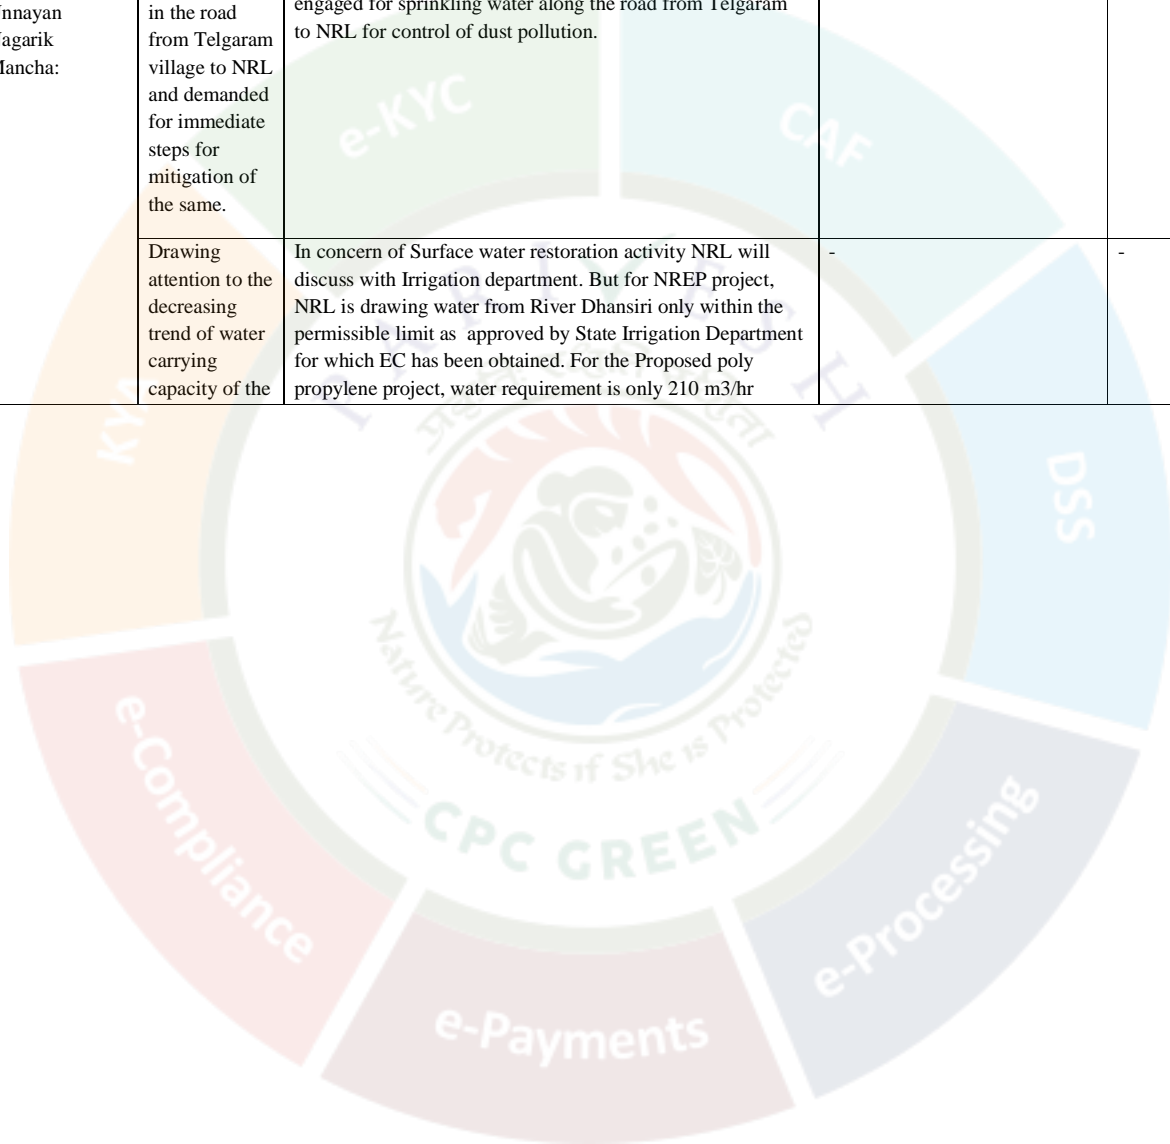 nnayan
agarik
ancha:
in the road
from Telgaram
village to NRL
and demanded
for immediate
steps for
mitigation of
the same.
engaged for sprinkling water along the road from Telgaram
to NRL for control of dust pollution.
Drawing
attention to the
decreasing
trend of water
carrying
capacity of the
In concern of Surface water restoration activity NRL will
discuss with Irrigation department. But for NREP project,
NRL is drawing water from River Dhansiri only within the
permissible limit as approved by State Irrigation Department
for which EC has been obtained. For the Proposed poly
propylene project, water requirement is only 210 m3/hr
-
-
e-KYC
CAF
KYA
PARIVESH
DSS
Nature Protects if She is Protected
CPC GREEN
e-Compliance
e-Processing
e-Payments